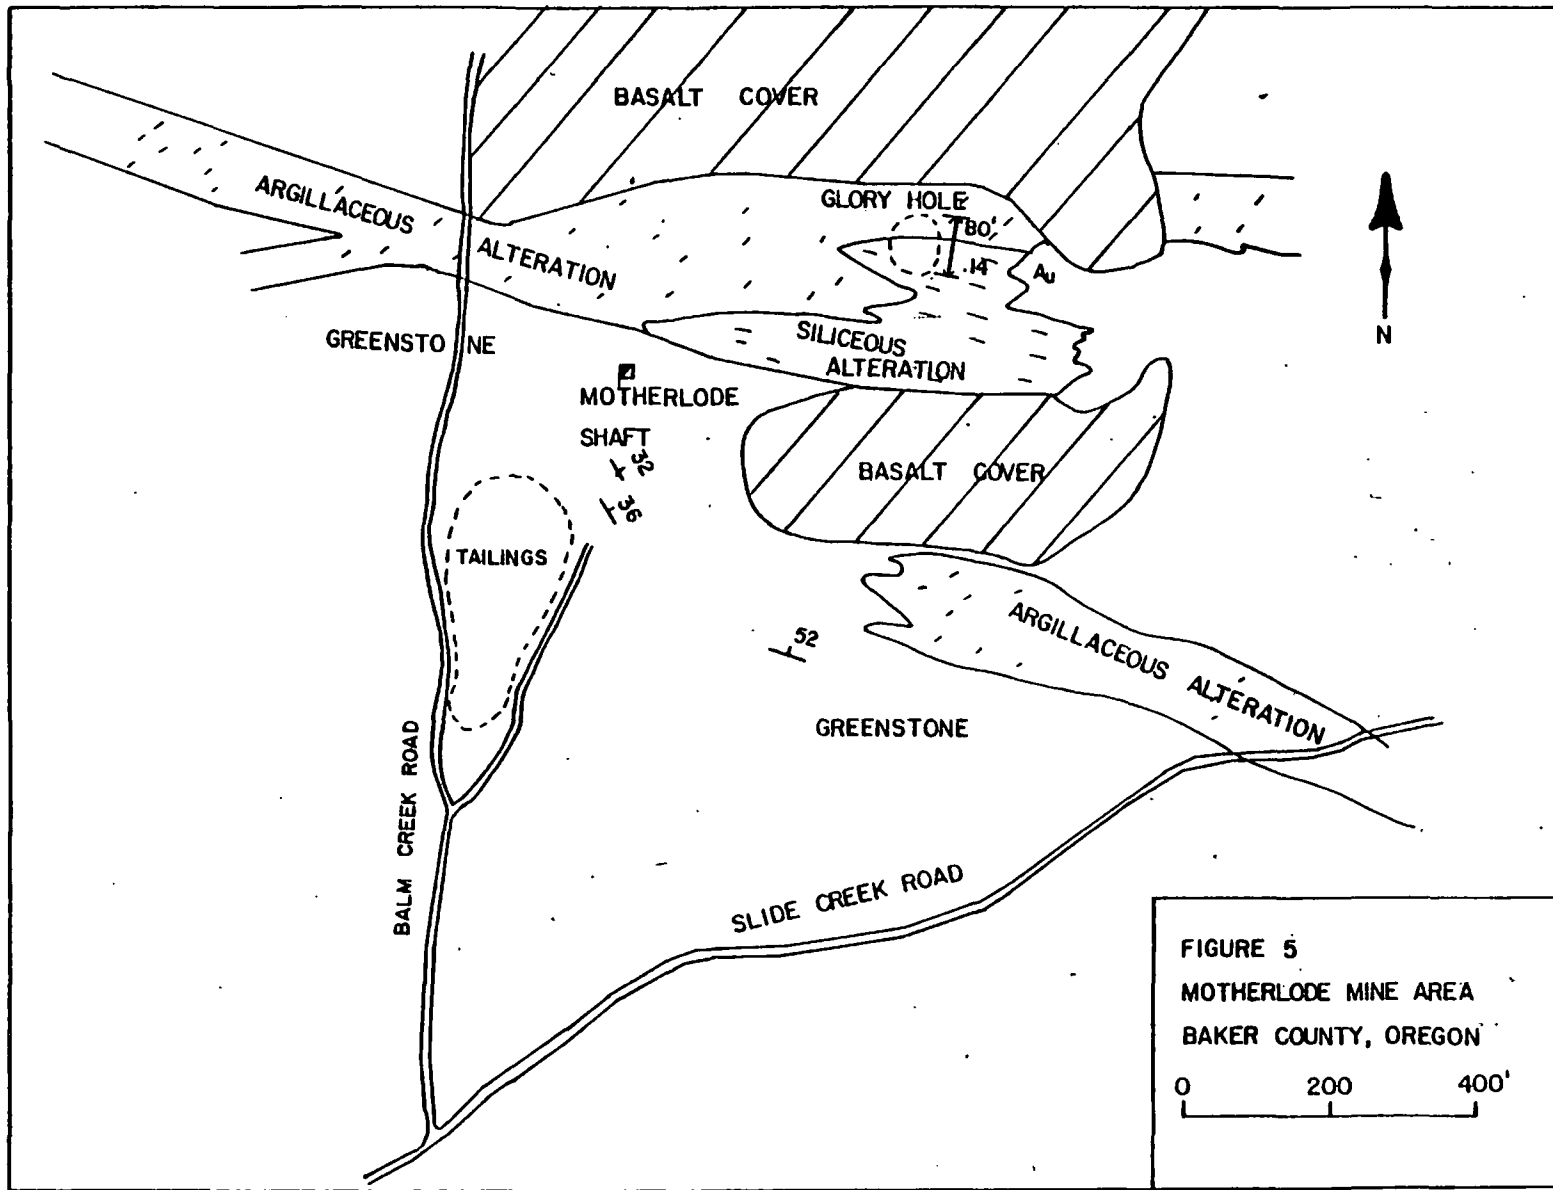 BASALT COVER
GLORY HOLE
80'
.14
Au
ARGILLACEOUS
ALTERATION
GREENSTONE
SILICEOUS
ALTERATION
N
MOTHERLODE
SHAFT
32
36
BASALT COVER
TAILINGS
52
ARGILLACEOUS ALTERATION
GREENSTONE
BALM CREEK ROAD
SLIDE CREEK ROAD
FIGURE 5
MOTHERLODE MINE AREA
BAKER COUNTY, OREGON
0 200 400'